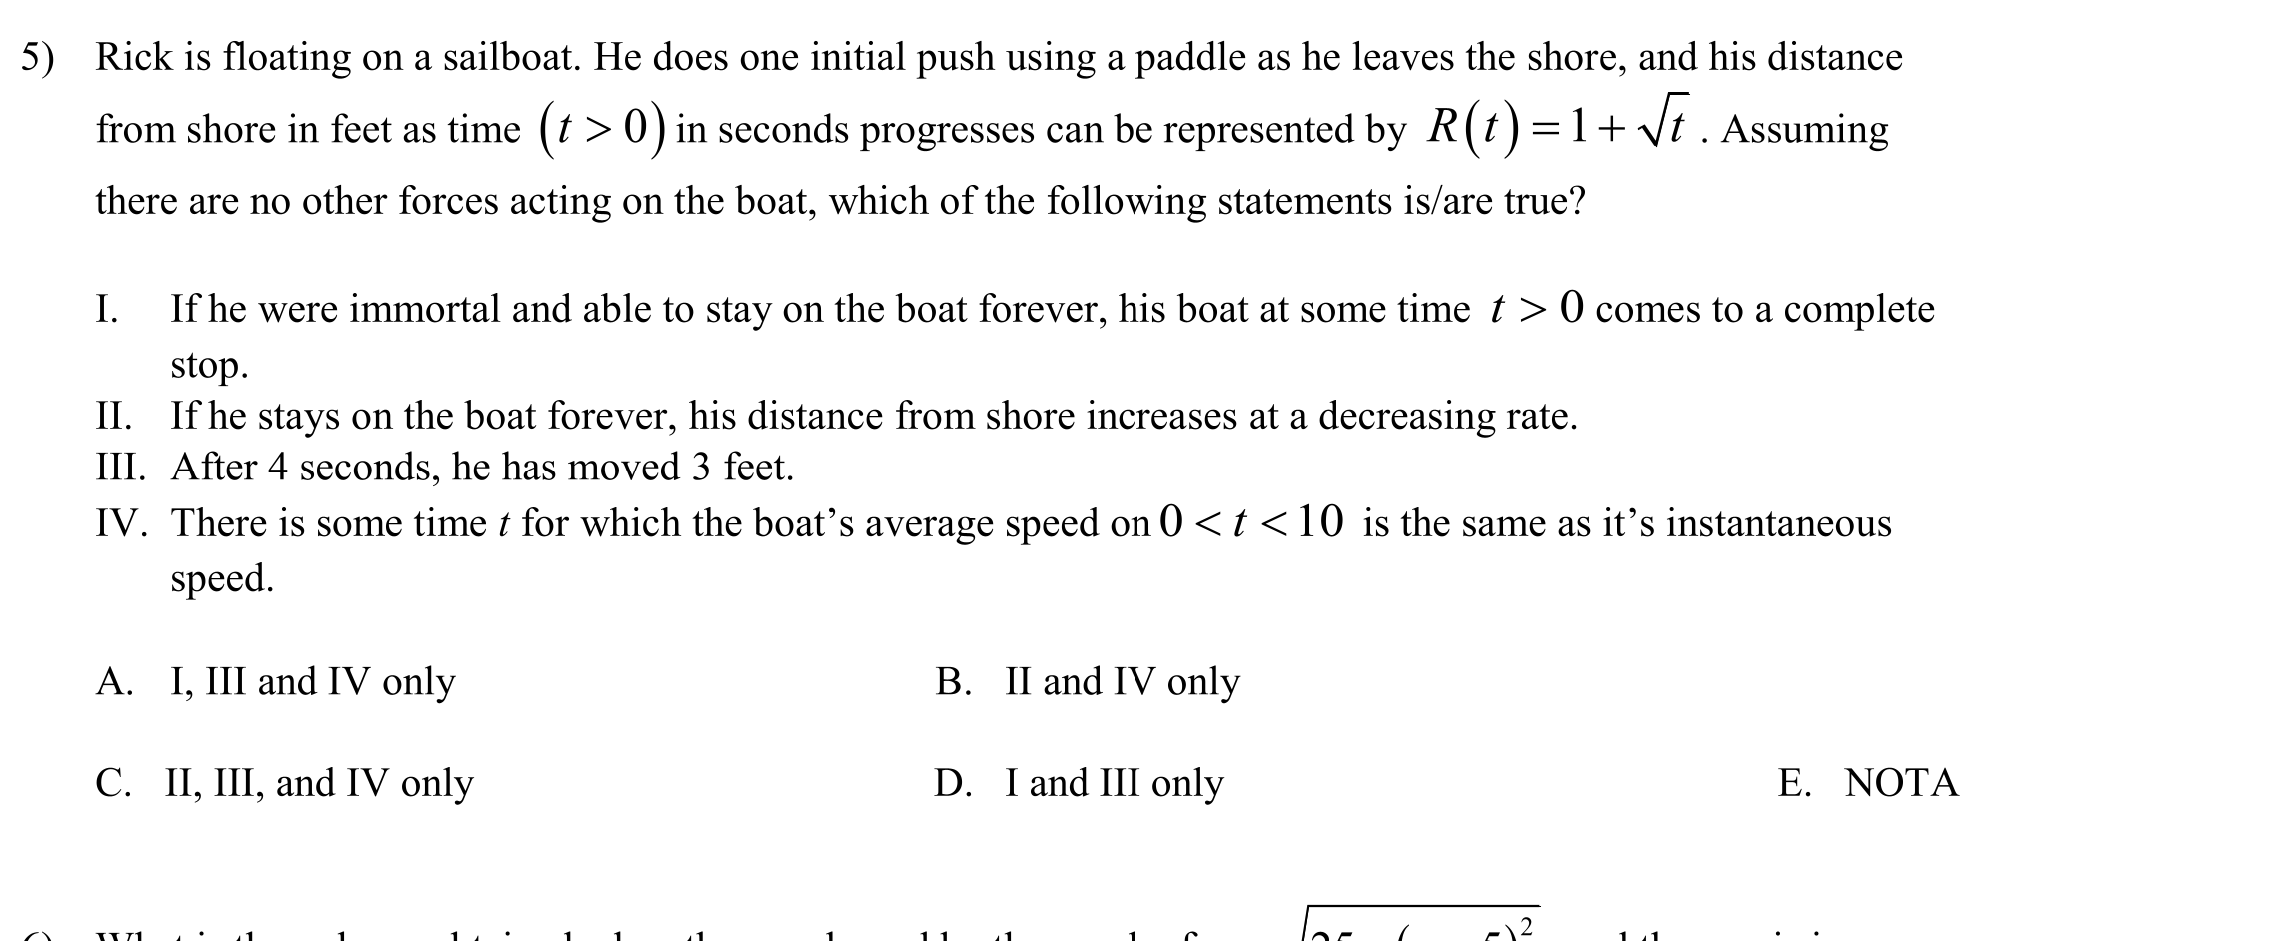 5) Rick is floating on a sailboat. He does one initial push using a paddle as he leaves the shore, and his distance
from shore in feet as time (t > 0) in seconds progresses can be represented by R(t) = 1 + √t . Assuming
there are no other forces acting on the boat, which of the following statements is/are true?
I. If he were immortal and able to stay on the boat forever, his boat at some time t > 0 comes to a complete
stop.
II. If he stays on the boat forever, his distance from shore increases at a decreasing rate.
III. After 4 seconds, he has moved 3 feet.
IV. There is some time t for which the boat’s average speed on 0 < t < 10 is the same as it’s instantaneous
speed.
A. I, III and IV only B. II and IV only
C. II, III, and IV only D. I and III only E. NOTA